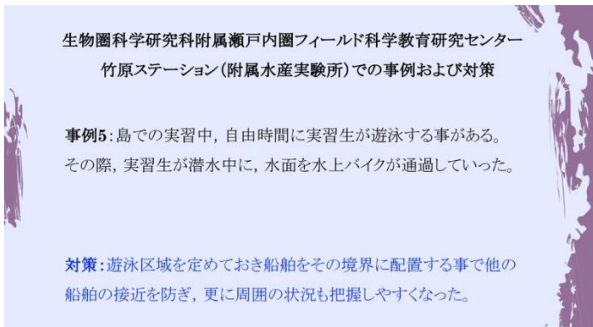 生物圏科学研究科附属瀬戸内圏フィールド科学教育研究センター
竹原ステーション（附属水産実験所）での事例および対策
事例5：島での実習中，自由時間に実習生が遊泳する事がある。
その際，実習生が潜水中に，水面を水上バイクが通過していった。
対策：遊泳区域を定めておき船舶をその境界に配置する事で他の
船舶の接近を防ぎ，更に周囲の状況も把握しやすくなった。